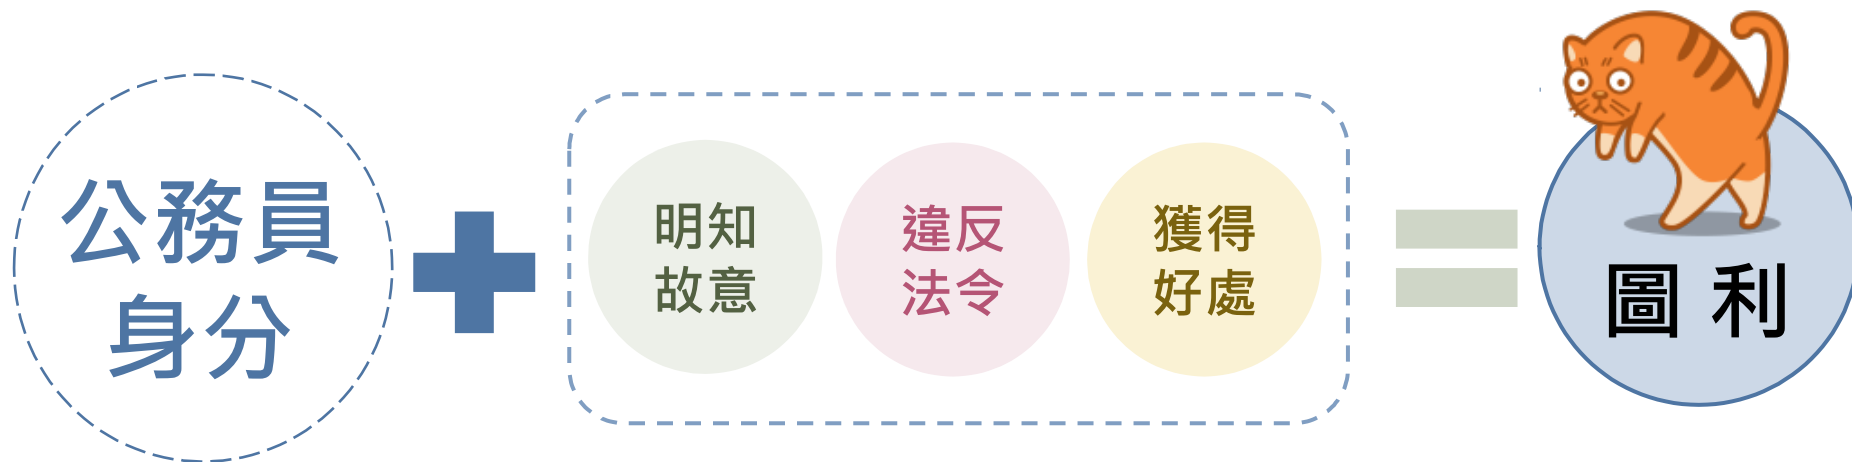 公務員
身分
明知
故意
違反
法令
獲得
好處
圖利